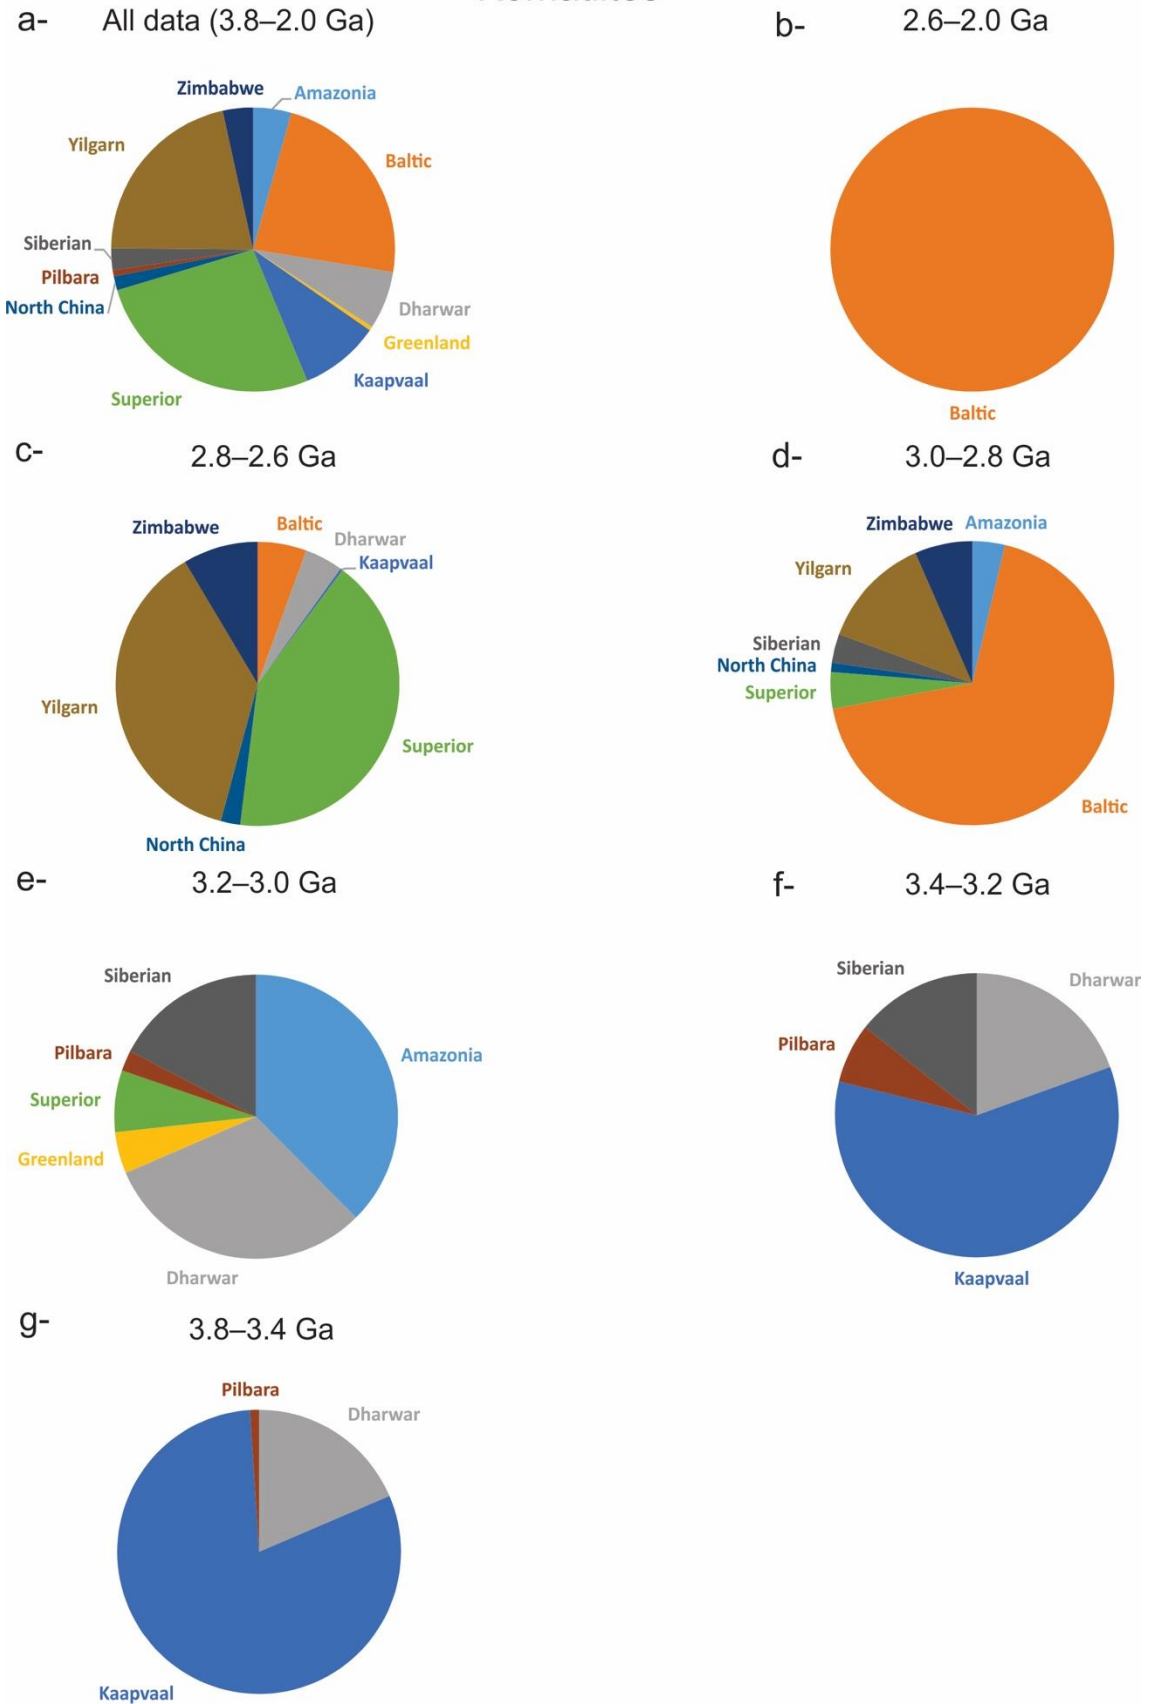 a- All data (3.8–2.0 Ga)
Zimbabwe
Amazonia
Yilgarn
Baltic
Siberian
Pilbara
North China
Dharwar
Greenland
Kaapvaal
Superior
b- 2.6–2.0 Ga
Baltic
c- 2.8–2.6 Ga
Zimbabwe
Baltic
Dharwar
Kaapvaal
Yilgarn
Superior
North China
d- 3.0–2.8 Ga
Zimbabwe
Amazonia
Yilgarn
Siberian
North China
Superior
Baltic
e- 3.2–3.0 Ga
Siberian
Pilbara
Amazonia
Superior
Greenland
Dharwar
f- 3.4–3.2 Ga
Siberian
Dharwar
Pilbara
Kaapvaal
g- 3.8–3.4 Ga
Pilbara
Dharwar
Kaapvaal